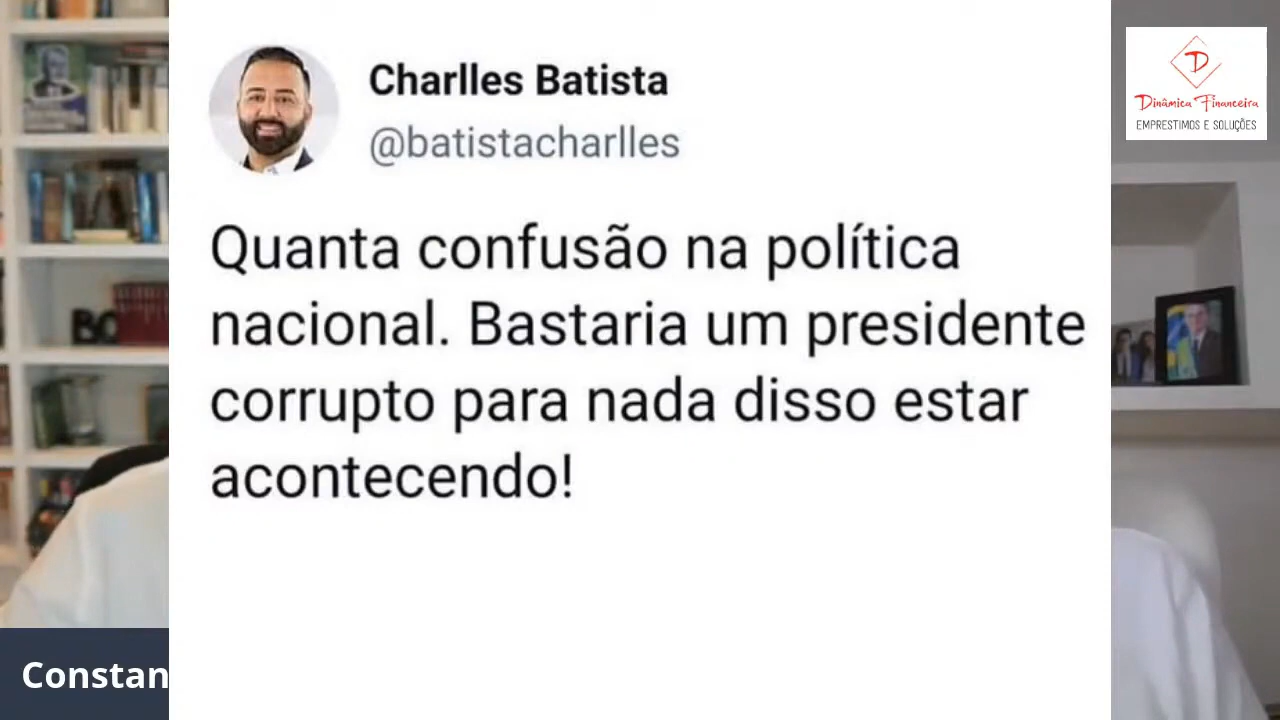 Charlles Batista
@batistacharlles
Quanta confusão na política
nacional. Bastaria um presidente
corrupto para nada disso estar
acontecendo!
D
Dinâmica Financeira
EMPRESTIMOS E SOLUÇÕES
BO
Constan